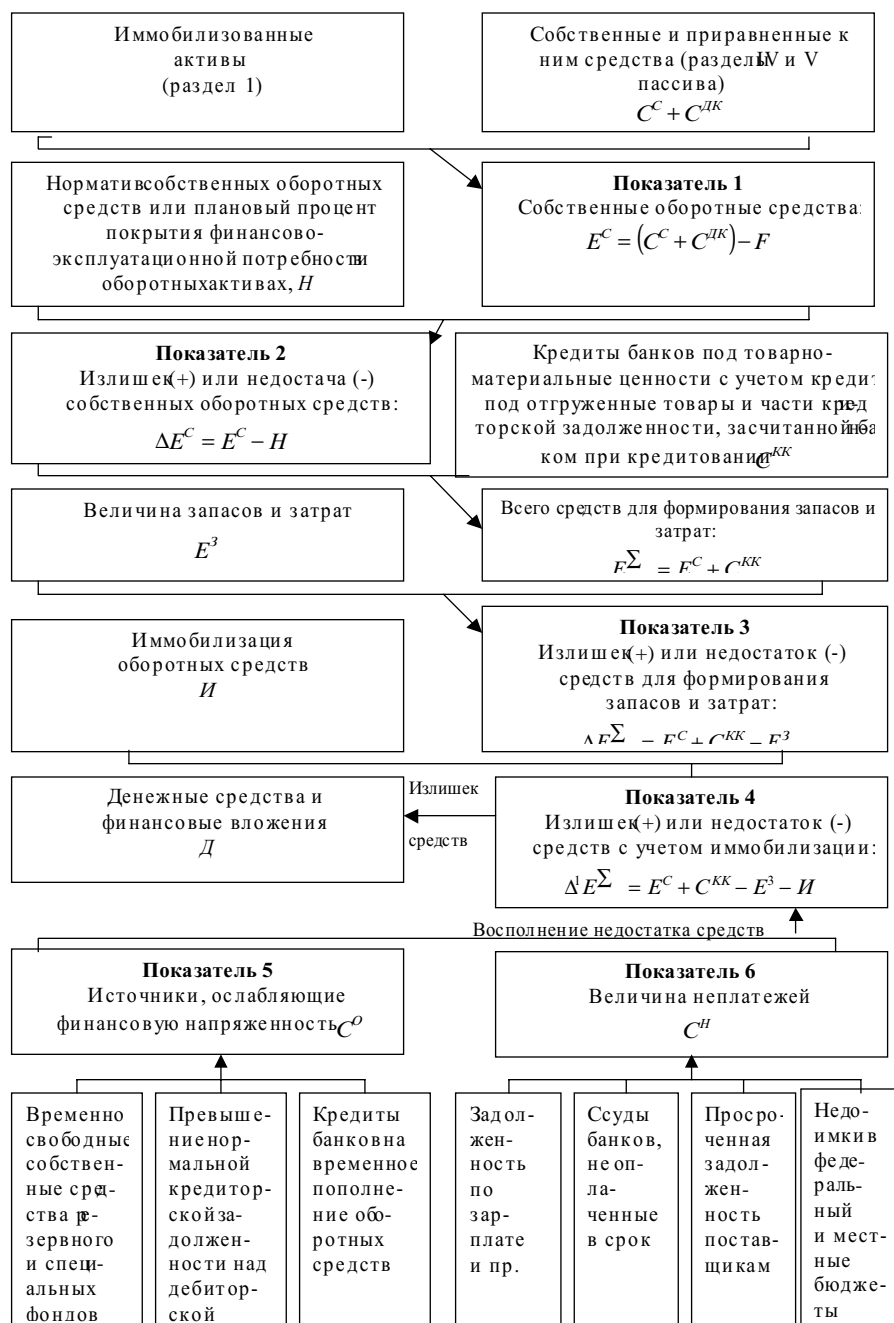 Иммобилизованные
активы
(раздел 1)
Собственные и приравненные к
ним средства (разделы IV и V
пассива)
C^C + C^ДК
Норматив собственных оборотных
средств или плановый процент
покрытия финансово-
эксплуатационной потребности в
оборотных активах, Н
Показатель 1
Собственные оборотные средства:
E^C = (C^C + C^ДК) − F
Показатель 2
Излишек (+) или недостача (-)
собственных оборотных средств:
ΔE^C = E^C − H
Кредиты банков под товарно-
материальные ценности с учетом кредит
под отгруженные товары и части креди-
торской задолженности, засчитанной ба
ком при кредитовании C^КК
Величина запасов и затрат
E^З
Всего средств для формирования запасов и
затрат:
E^Σ = E^C + C^КК
Иммобилизация
оборотных средств
И
Показатель 3
Излишек (+) или недостаток (-)
средств для формирования
запасов и затрат:
ΔE^Σ = E^C + C^КК − E^З
Денежные средства и
финансовые вложения
Д
Излишек
средств
Показатель 4
Излишек (+) или недостаток (-)
средств с учетом иммобилизации:
Δ¹E^Σ = E^C + C^КК − E^З − И
Восполнение недостатка средств
Показатель 5
Источники, ослабляющие
финансовую напряженность C^О
Показатель 6
Величина неплатежей
C^Н
Временно
свободные
собствен-
ные сред-
ства ре-
зервного
и специ-
альных
фондов
Превыше-
ние нор-
мальной
кредитор-
ской за-
должен-
ности над
дебитор-
ской
Кредиты
банков на
временное
пополне-
ние обо-
ротных
средств
Задол-
жен-
ность
по
зар-
плате
и пр.
Ссуды
банков,
не оп-
ла-
ченные
в срок
Просро-
ченная
задол-
жен-
ность
постав-
щикам
Недо-
имки в
феде-
раль-
ный
и мест-
ные
бюдже-
ты